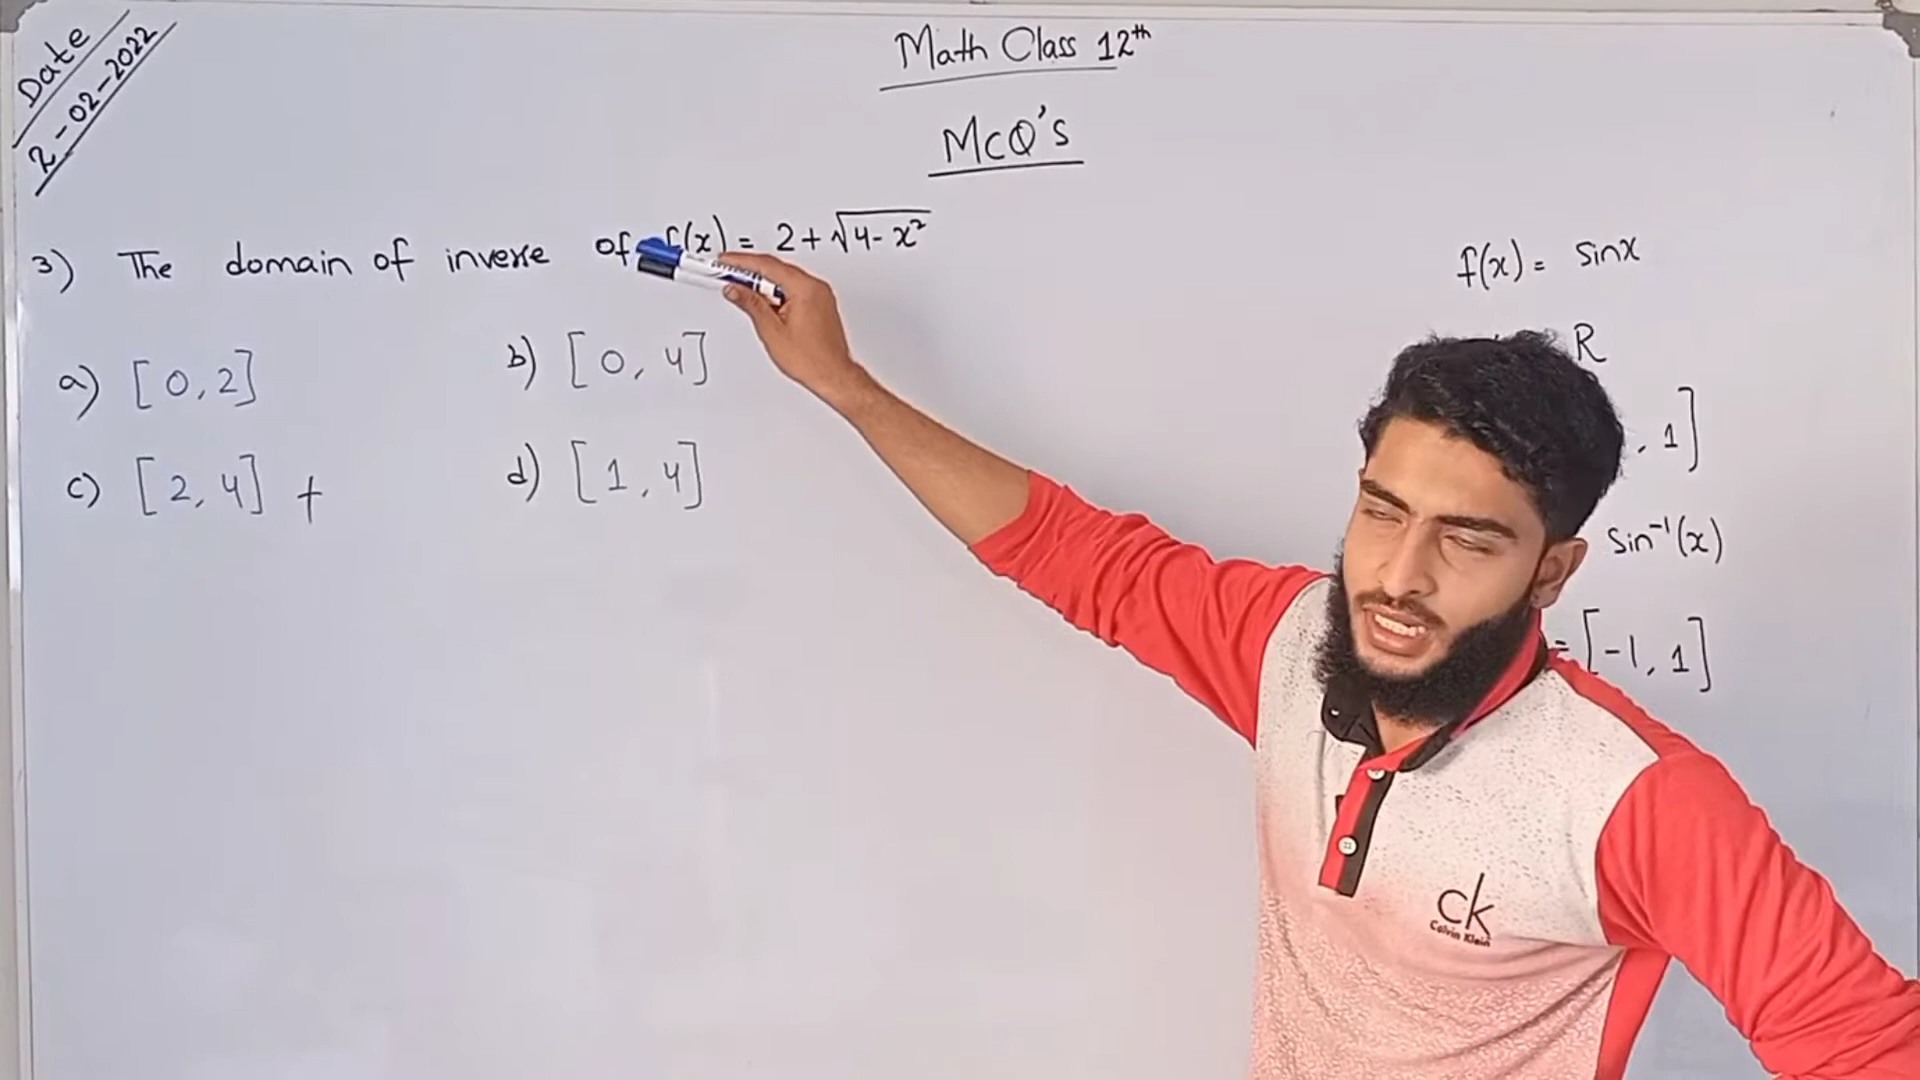 Date
2-02-2022
Math Class 12th
McQ's
3) The domain of inverse of f(x) = 2+√4-x²
a) [0,2]
b) [0, 4]
c) [2, 4] +
d) [1, 4]
f(x) = sinx
R
, 1]
sin⁻¹(x)
= [-1, 1]
ck
Calvin Klein